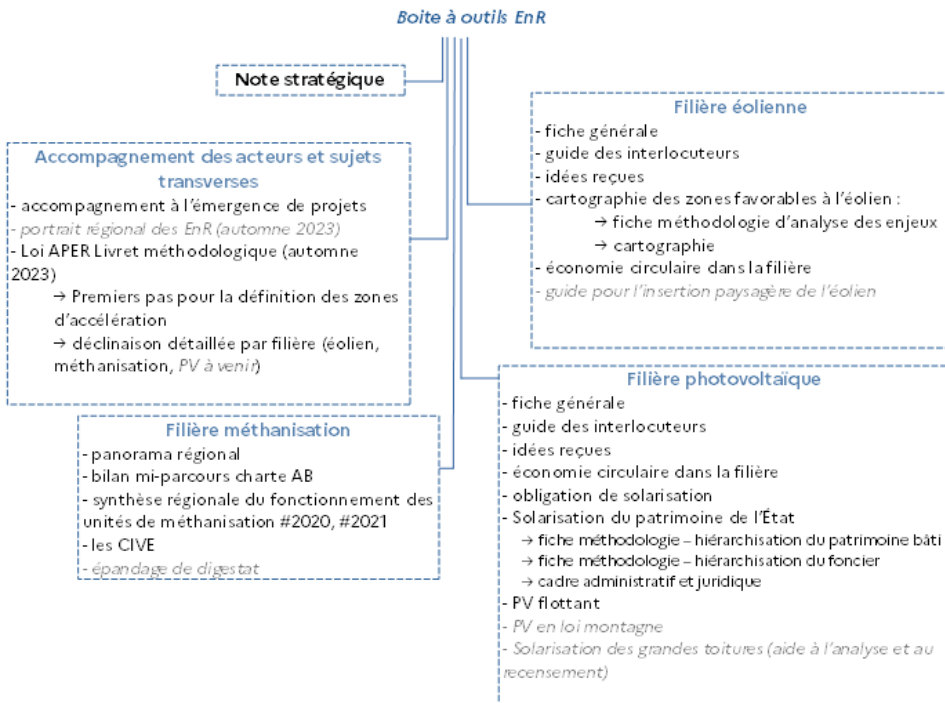 Boite à outils EnR
Note stratégique
Accompagnement des acteurs et sujets
transverses
- accompagnement à l'émergence de projets
- portrait régional des EnR (automne 2023)
- Loi APER Livret méthodologique (automne
2023)
→ Premiers pas pour la définition des zones
d'accélération
→ déclinaison détaillée par filière (éolien,
méthanisation, PV à venir)
Filière méthanisation
- panorama régional
- bilan mi-parcours charte AB
- synthèse régionale du fonctionnement des
unités de méthanisation #2020, #2021
- les CIVE
- épandage de digestat
Filière éolienne
- fiche générale
- guide des interlocuteurs
- idées reçues
- cartographie des zones favorables à l'éolien :
→ fiche méthodologie d'analyse des enjeux
→ cartographie
- économie circulaire dans la filière
- guide pour l'insertion paysagère de l'éolien
Filière photovoltaïque
- fiche générale
- guide des interlocuteurs
- idées reçues
- économie circulaire dans la filière
- obligation de solarisation
- Solarisation du patrimoine de l'État
→ fiche méthodologie – hiérarchisation du patrimoine bâti
→ fiche méthodologie – hiérarchisation du foncier
→ cadre administratif et juridique
- PV flottant
- PV en loi montagne
- Solarisation des grandes toitures (aide à l'analyse et au
recensement)